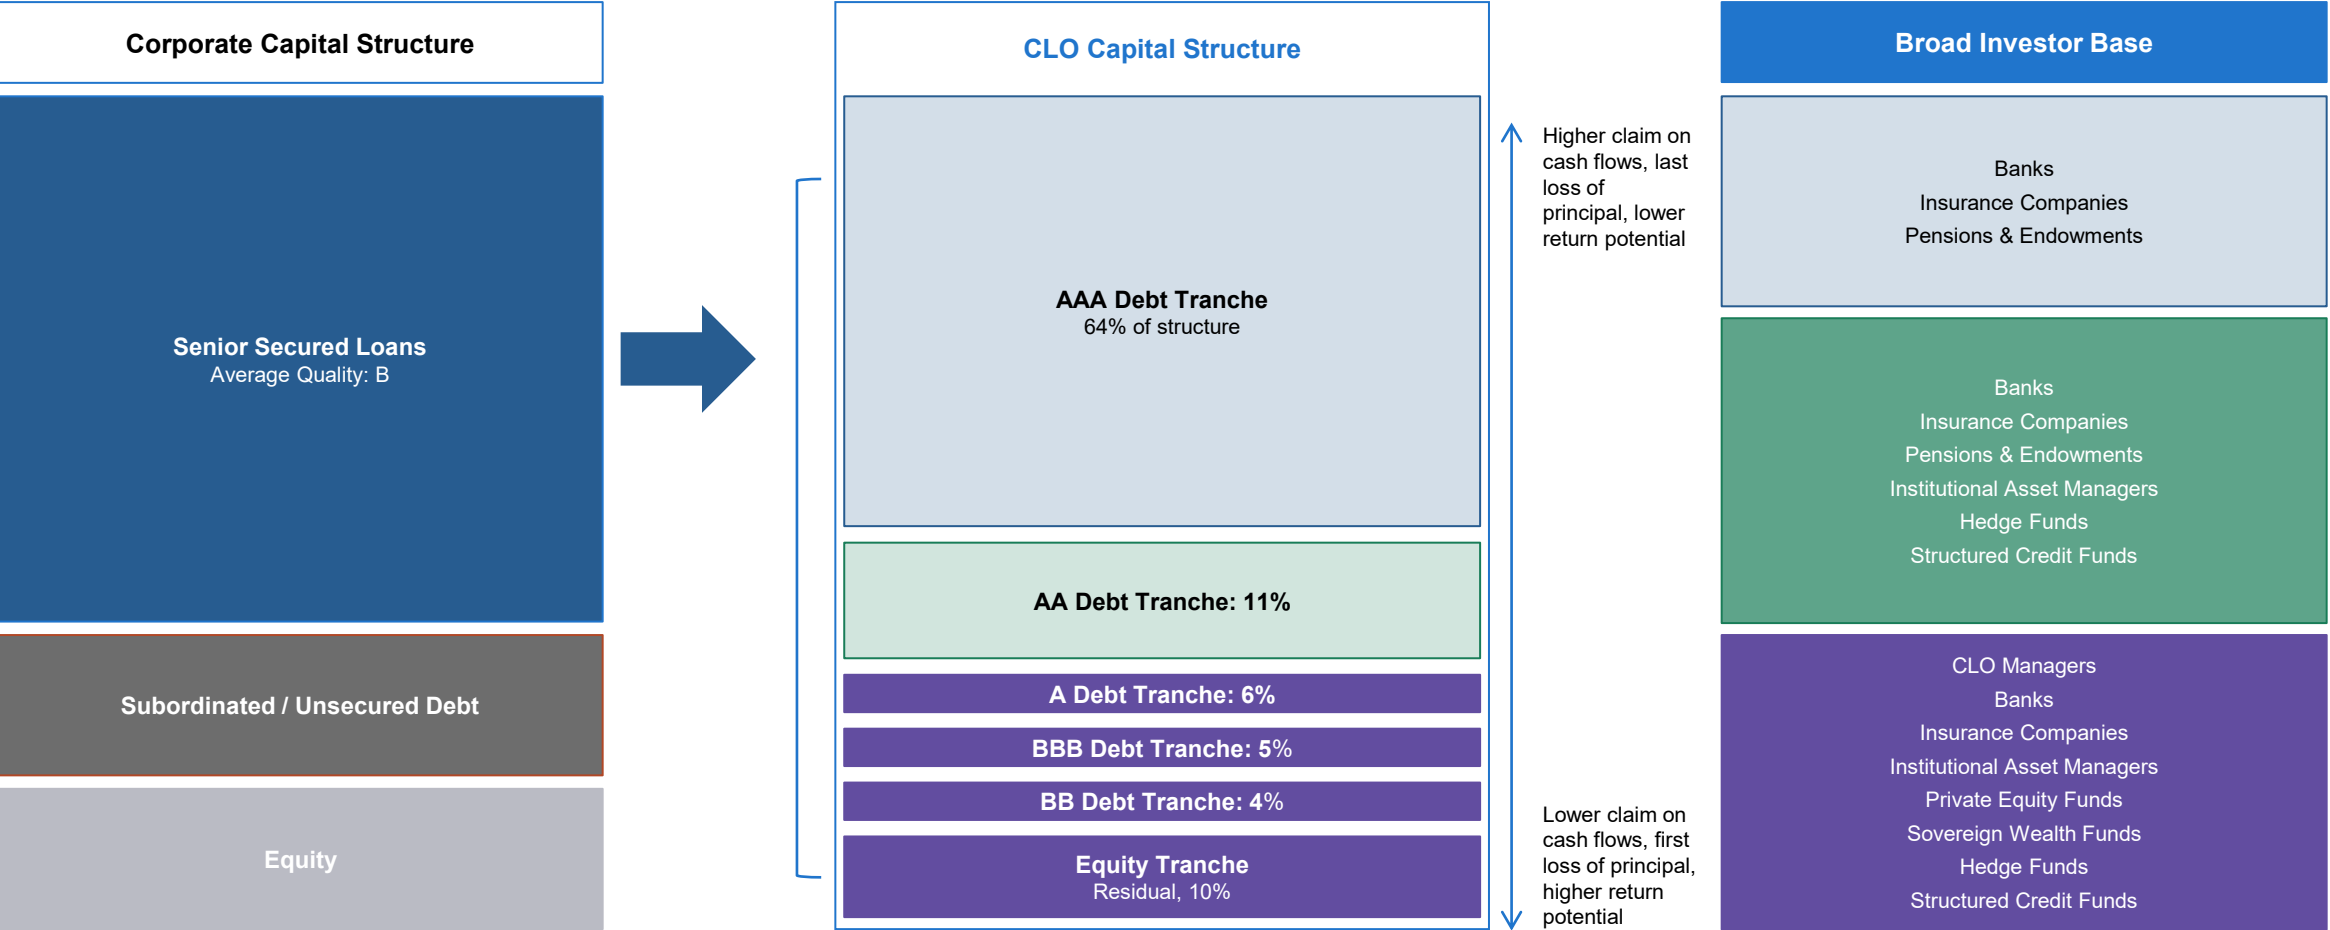 Corporate Capital Structure
Senior Secured Loans
Average Quality: B
Subordinated / Unsecured Debt
Equity
CLO Capital Structure
AAA Debt Tranche
64% of structure
AA Debt Tranche: 11%
A Debt Tranche: 6%
BBB Debt Tranche: 5%
BB Debt Tranche: 4%
Equity Tranche
Residual, 10%
Higher claim on
cash flows, last
loss of
principal, lower
return potential
Lower claim on
cash flows, first
loss of principal,
higher return
potential
Broad Investor Base
Banks
Insurance Companies
Pensions & Endowments
Banks
Insurance Companies
Pensions & Endowments
Institutional Asset Managers
Hedge Funds
Structured Credit Funds
CLO Managers
Banks
Insurance Companies
Institutional Asset Managers
Private Equity Funds
Sovereign Wealth Funds
Hedge Funds
Structured Credit Funds